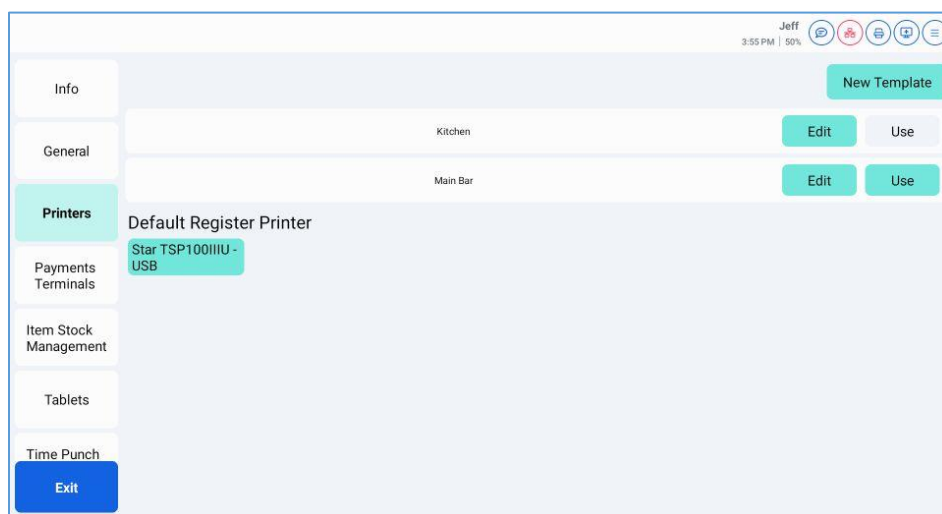 Jeff
3:55 PM | 50%
Info
General
Printers
Payments
Terminals
Item Stock
Management
Tablets
Time Punch
Exit
New Template
Kitchen
Edit
Use
Main Bar
Edit
Use
Default Register Printer
Star TSP100IIIU -
USB